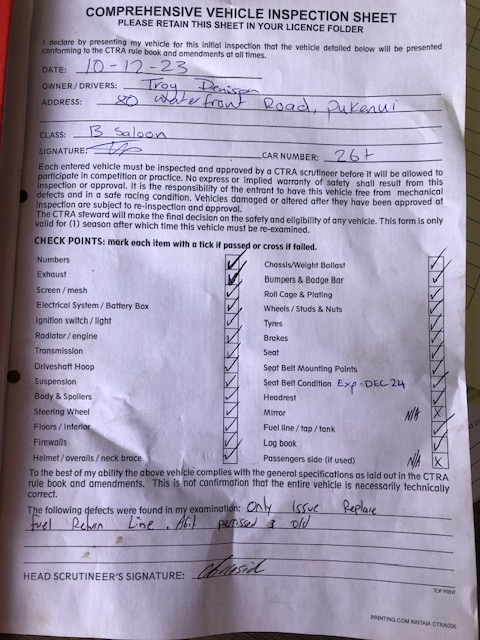 COMPREHENSIVE VEHICLE INSPECTION SHEET
PLEASE RETAIN THIS SHEET IN YOUR LICENCE FOLDER
I declare by presenting my vehicle for this initial inspection that the vehicle detailed below will be presented
conforming to the CTRA rule book and amendments at all times.
DATE: 10-12-23
OWNER / DRIVERS: Troy Denison
ADDRESS: 80 Waterfront Road, Pukenui
CLASS: B Saloon
SIGNATURE:
CAR NUMBER: 26t
Each entered vehicle must be inspected and approved by a CTRA scrutineer before it will be allowed to
participate in competition or practice. No express or implied warranty of safety shall result from this
inspection or approval. It is the responsibility of the entrant to have this vehicle free from mechanical
defects and in a safe racing condition. Vehicles damaged or altered after they have been approved at
inspection are subject to re-inspection and approval.
The CTRA steward will make the final decision on the safety and eligibility of any vehicle. This form is only
valid for (1) season after which time this vehicle must be re-examined.
CHECK POINTS: mark each item with a tick if passed or cross if failed.
Numbers ✓
Exhaust ✓
Screen / mesh ✓
Electrical System / Battery Box ✓
Ignition switch / light ✓
Radiator / engine ✓
Transmission ✓
Driveshaft Hoop ✓
Suspension ✓
Body & Spoilers ✓
Steering Wheel ✓
Floors / Interior ✓
Firewalls ✓
Helmet / overalls / neck brace ✓
Chassis/Weight Ballast ✓
Bumpers & Badge Bar ✓
Roll Cage & Plating ✓
Wheels / Studs & Nuts ✓
Tyres ✓
Brakes ✓
Seat ✓
Seat Belt Mounting Points ✓
Seat Belt Condition Exp-DEC 24 ✓
Headrest ✓
Mirror N/A X
Fuel line / tap / tank ✓
Log book ✓
Passengers side (if used) N/A X
To the best of my ability the above vehicle complies with the general specifications as laid out in the CTRA
rule book and amendments. This is not confirmation that the entire vehicle is necessarily technically
correct.
The following defects were found in my examination: Only Issue Replace
Fuel Return Line. & old
HEAD SCRUTINEER'S SIGNATURE:
TOP PRINT
PRINTING.COM KAITAIA CTRA006